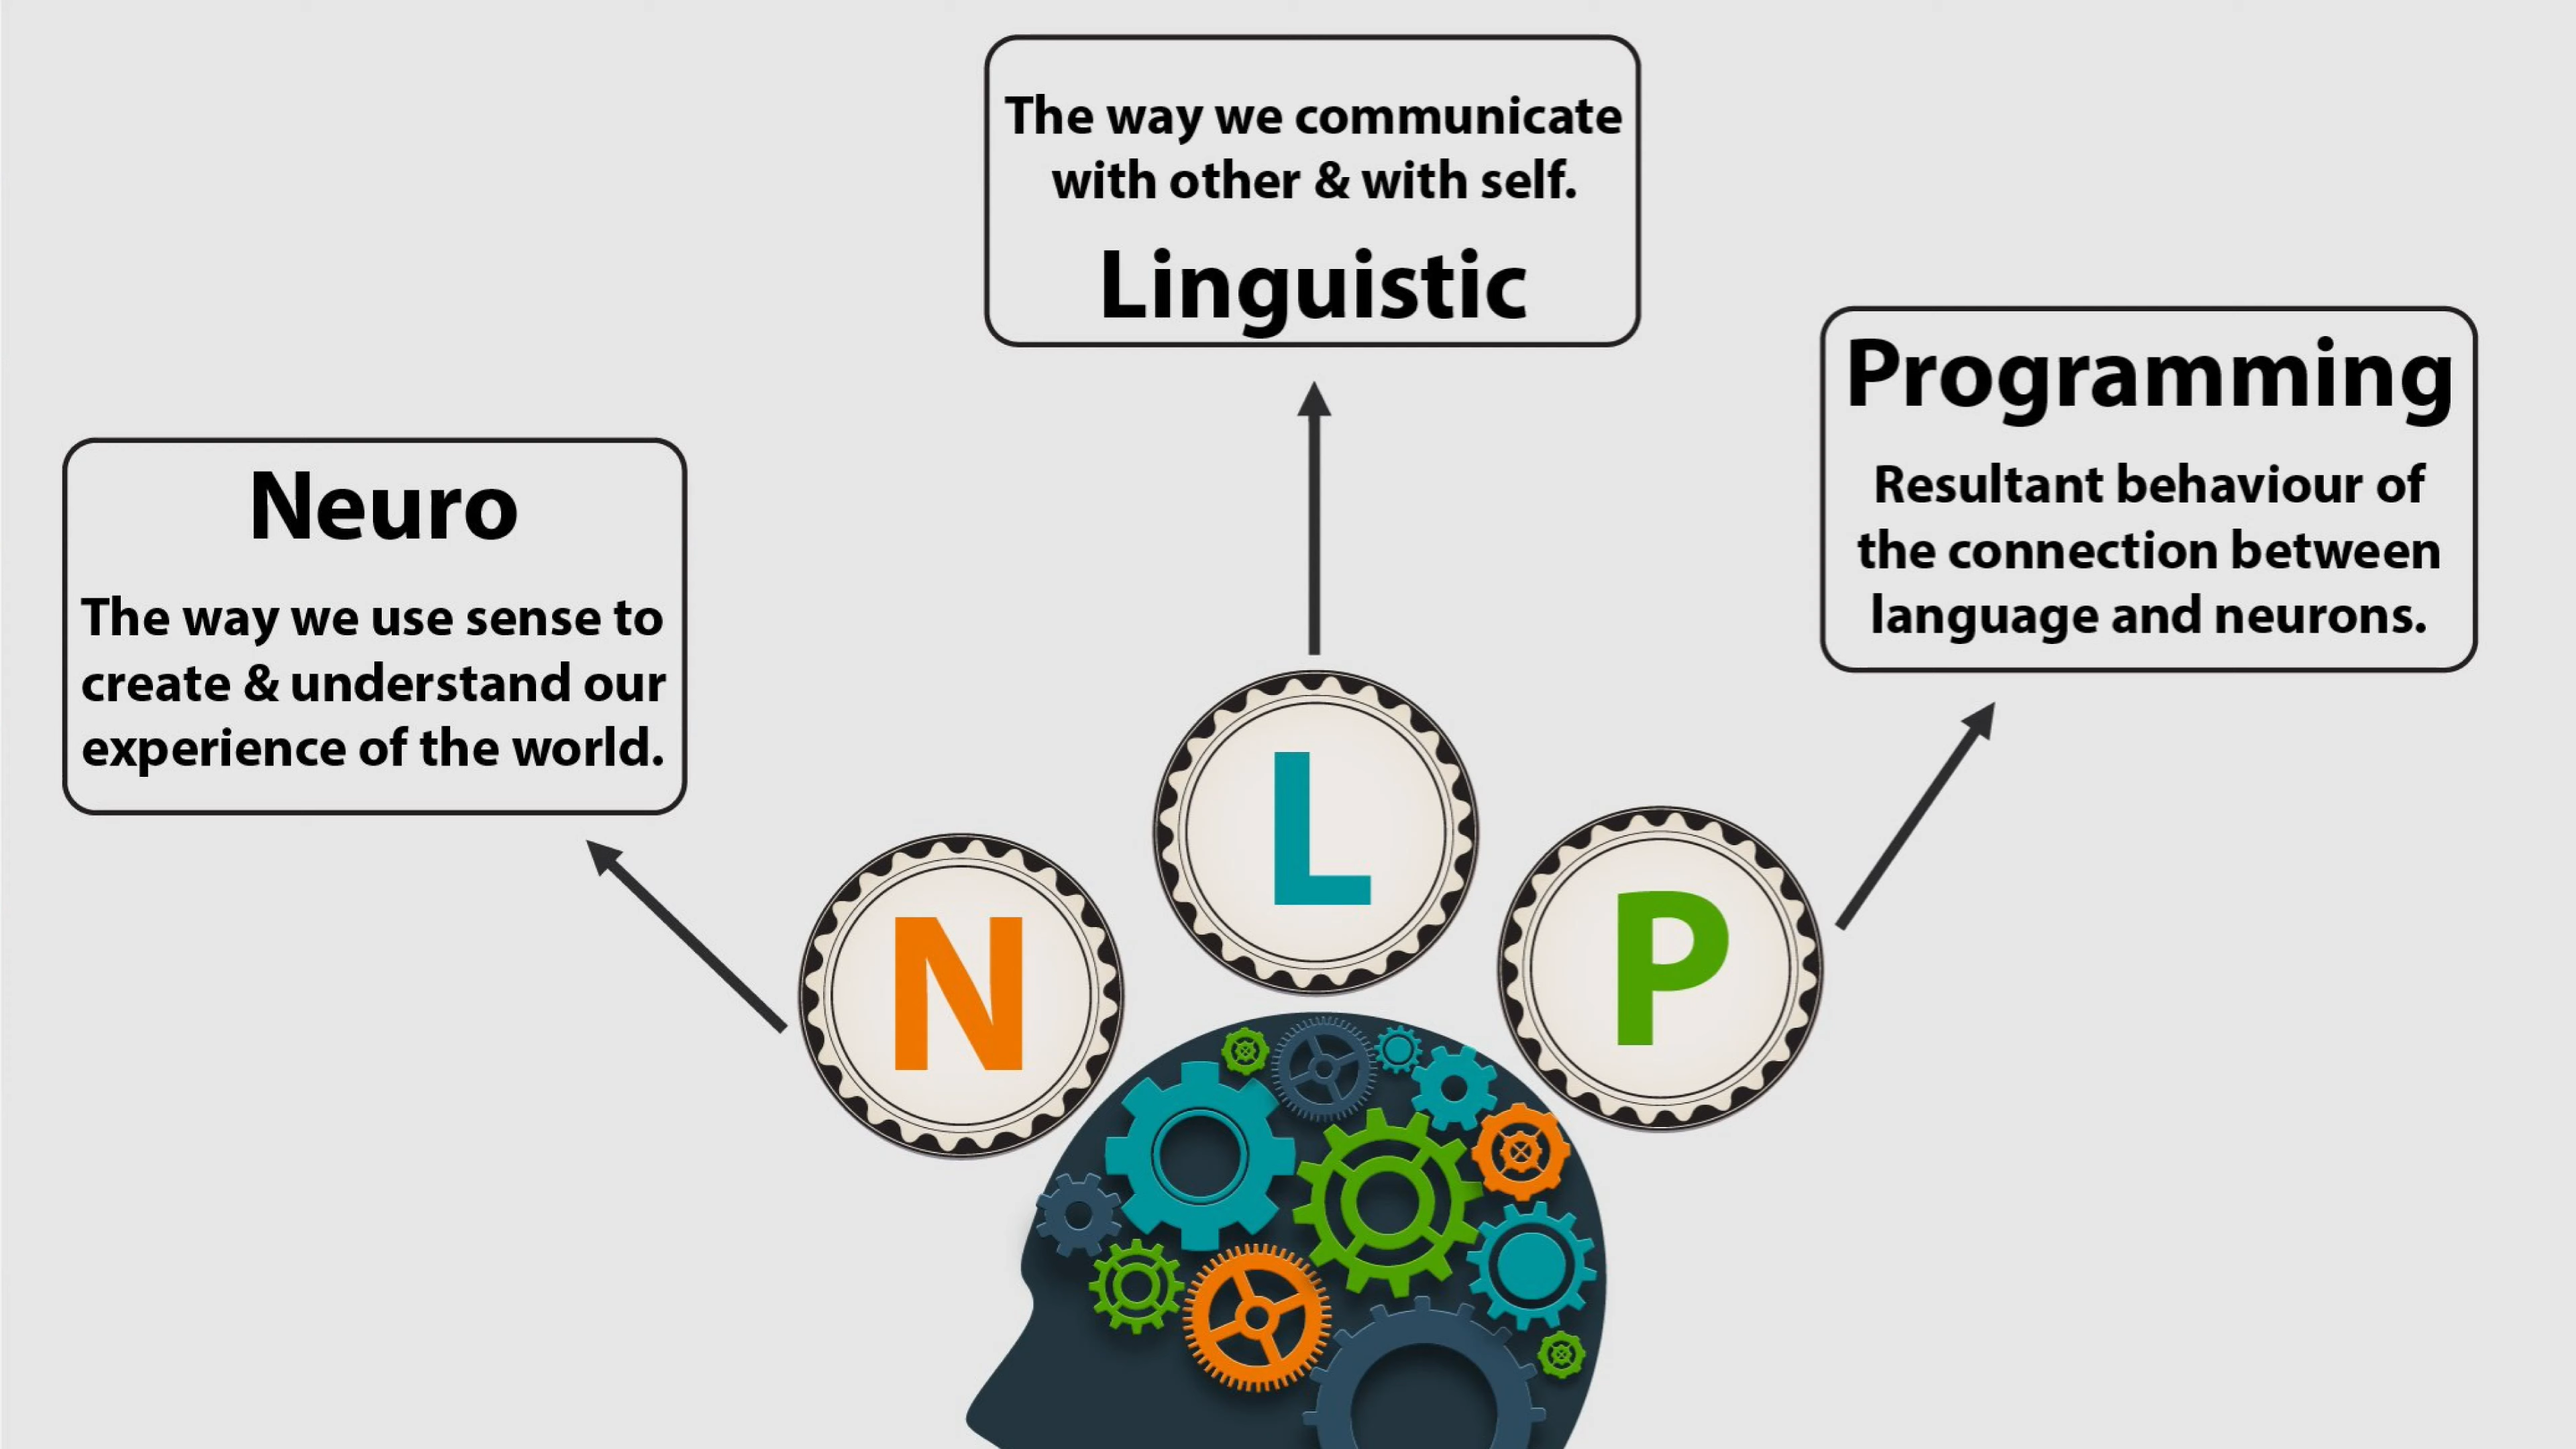 The way we communicate
with other & with self.
Linguistic
Programming
Resultant behaviour of
the connection between
language and neurons.
Neuro
The way we use sense to
create & understand our
experience of the world.
N
L
P